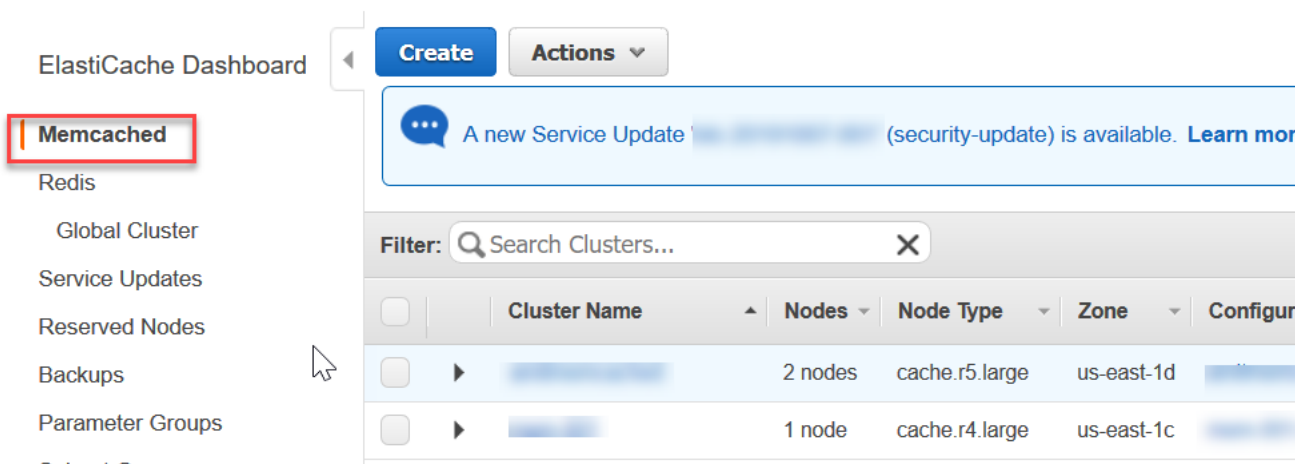 ElastiCache Dashboard
Create
Actions
Memcached
A new Service Update ' (security-update) is available. Learn mor
Redis
Global Cluster
Filter: Search Clusters...
Service Updates
Cluster Name Nodes Node Type Zone Configur
Reserved Nodes
Backups
2 nodes cache.r5.large us-east-1d
Parameter Groups
1 node cache.r4.large us-east-1c